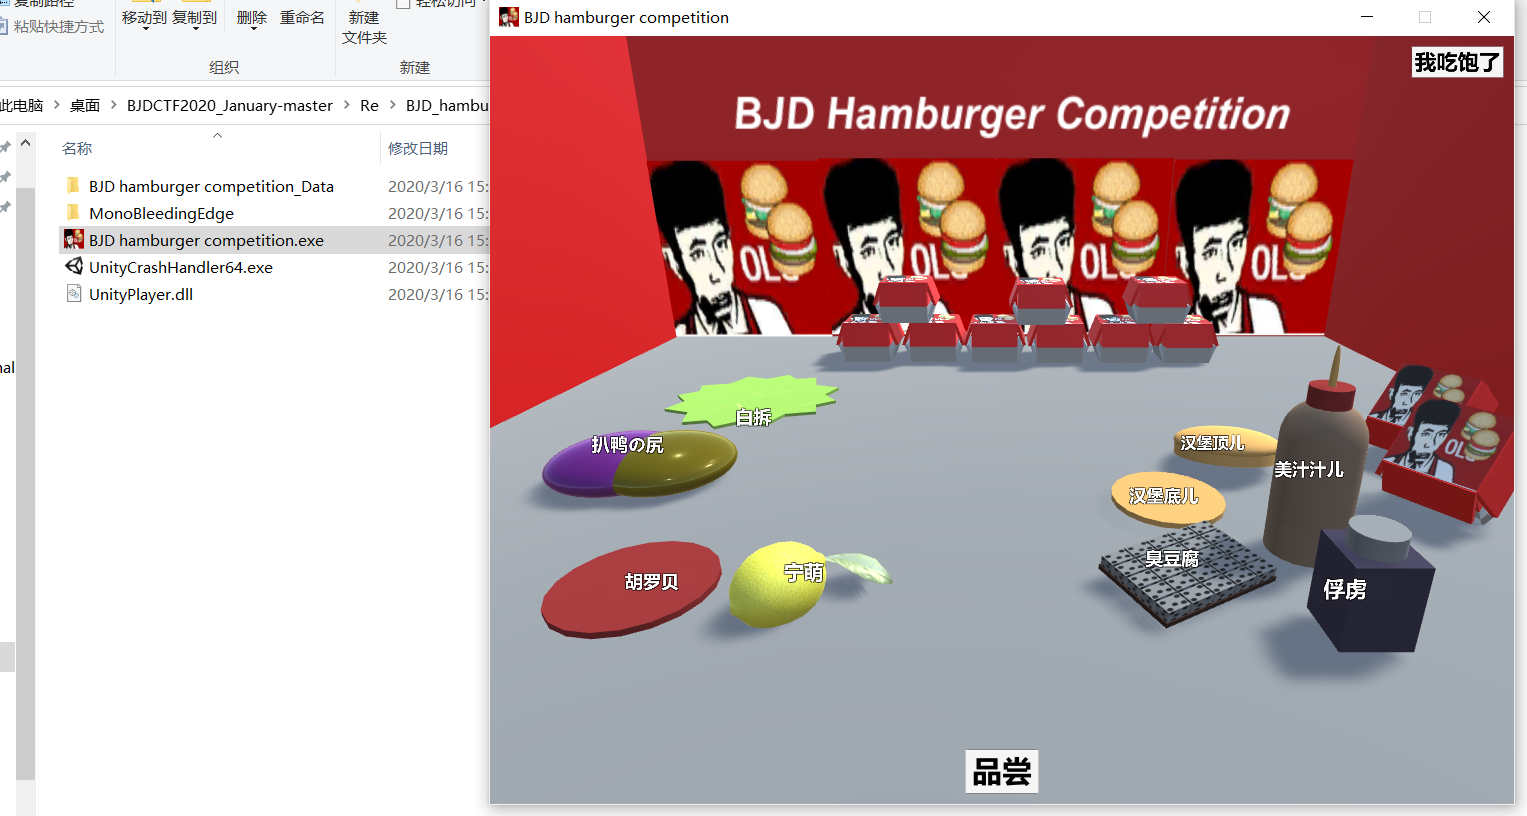 复制路径
粘贴快捷方式
移动到
复制到
删除
重命名
组织
新建
文件夹
轻松访问
新建
此电脑 > 桌面 > BJDCTF2020_January-master > Re > BJD_hambu
名称
修改日期
BJD hamburger competition_Data
2020/3/16 15:
MonoBleedingEdge
2020/3/16 15:
BJD hamburger competition.exe
2020/3/16 15:
UnityCrashHandler64.exe
2020/3/16 15:
UnityPlayer.dll
2020/3/16 15:
BJD hamburger competition
我吃饱了
BJD Hamburger Competition
白拆
扒鸭の尻
汉堡顶儿
美汁汁儿
汉堡底儿
臭豆腐
胡罗贝
宁萌
俘虏
品尝